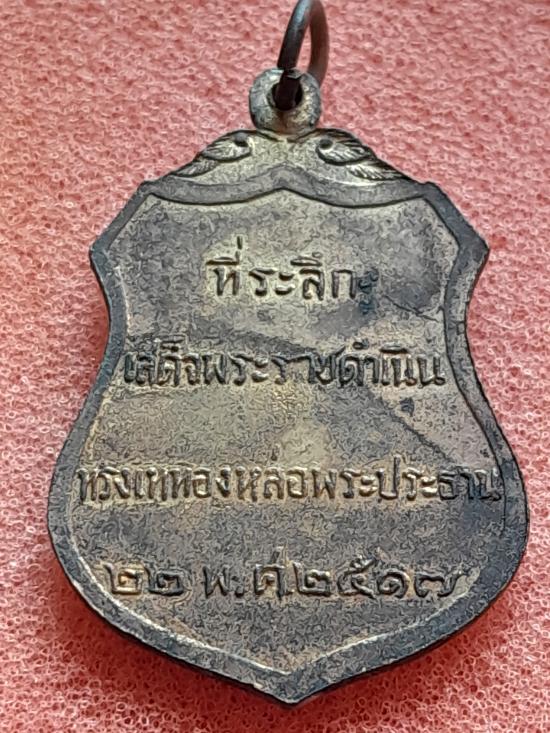 ที่ระลึก
เสด็จพระราชดำเนิน
ทรงเททองหล่อพระประธาน
๒๒ พ.ศ.๒๕๑๗